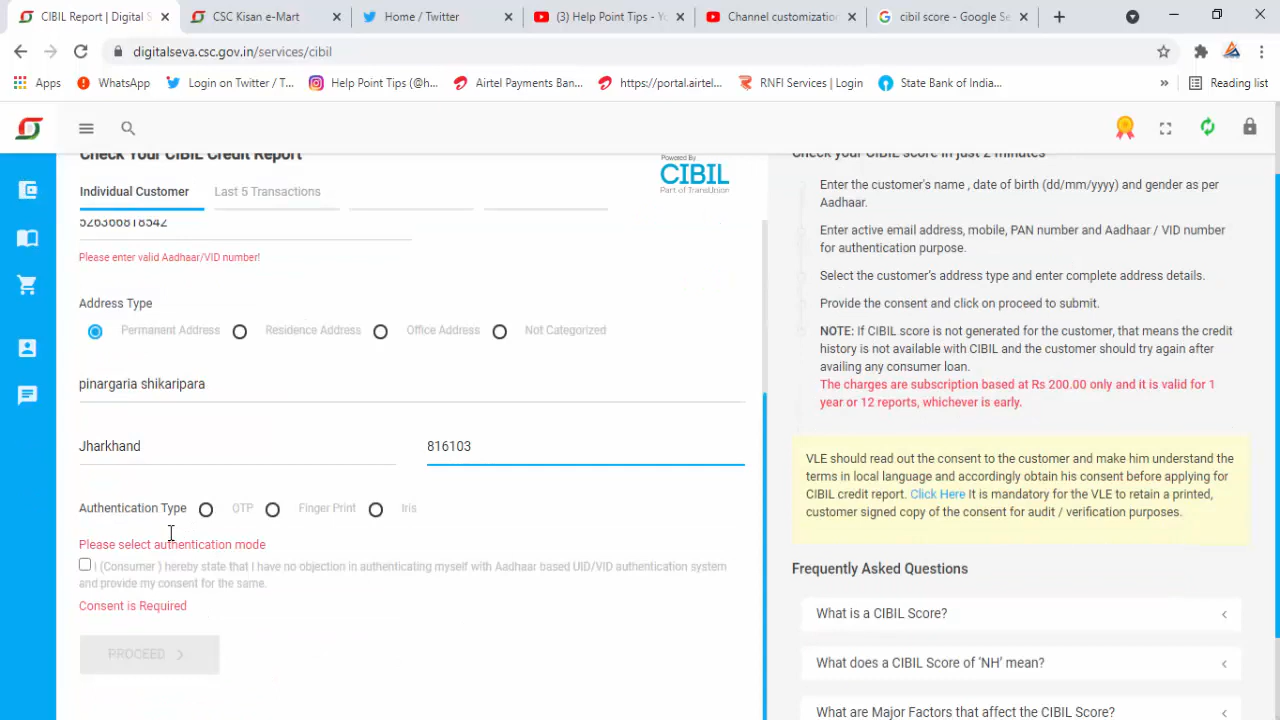 CIBIL Report | Digital S
CSC Kisan e-Mart
Home / Twitter
(3) Help Point Tips - Yo
Channel customizatio
cibil score - Google Se
digitalseva.csc.gov.in/services/cibil
Apps
WhatsApp
Login on Twitter / T...
Help Point Tips (@h...
Airtel Payments Ban...
https://portal.airtel...
RNFI Services | Login
State Bank of India...
»
Reading list
Check Your CIBIL Credit Report
Powered By
CIBIL
Part of TransUnion
Individual Customer
Last 5 Transactions
526366818542
Please enter valid Aadhaar/VID number!
Address Type
Permanent Address
Residence Address
Office Address
Not Categorized
pinargaria shikaripara
Jharkhand
816103
Authentication Type
OTP
Finger Print
Iris
Please select authentication mode
I (Consumer ) hereby state that I have no objection in authenticating myself with Aadhaar based UID/VID authentication system
and provide my consent for the same.
Consent is Required
PROCEED
Check your CIBIL score in just 2 minutes
Enter the customer's name , date of birth (dd/mm/yyyy) and gender as per
Aadhaar.
Enter active email address, mobile, PAN number and Aadhaar / VID number
for authentication purpose.
Select the customer's address type and enter complete address details.
Provide the consent and click on proceed to submit.
NOTE: If CIBIL score is not generated for the customer, that means the credit
history is not available with CIBIL and the customer should try again after
availing any consumer loan.
The charges are subscription based at Rs 200.00 only and it is valid for 1
year or 12 reports, whichever is early.
VLE should read out the consent to the customer and make him understand the
terms in local language and accordingly obtain his consent before applying for
CIBIL credit report. Click Here It is mandatory for the VLE to retain a printed,
customer signed copy of the consent for audit / verification purposes.
Frequently Asked Questions
What is a CIBIL Score?
What does a CIBIL Score of 'NH' mean?
What are Major Factors that affect the CIBIL Score?